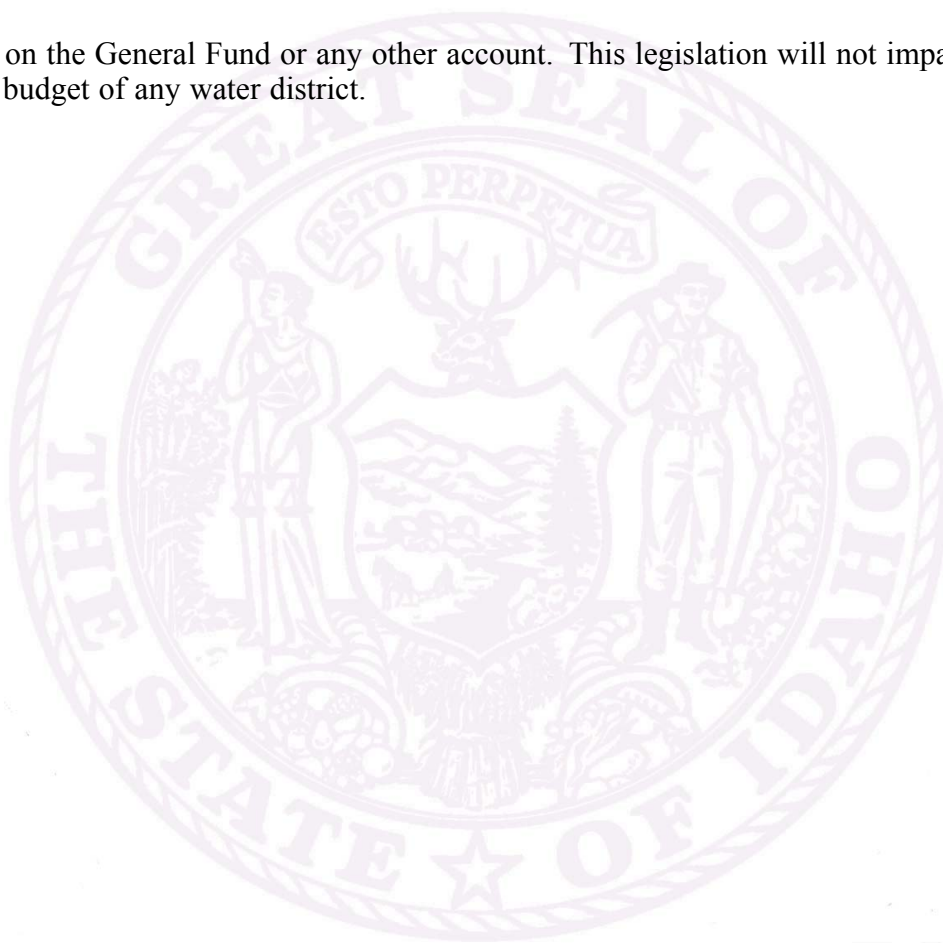 on the General Fund or any other account. This legislation will not impa
budget of any water district.
GREAT SEAL OF
THE STATE OF IDAHO
ESTO PERPETUA